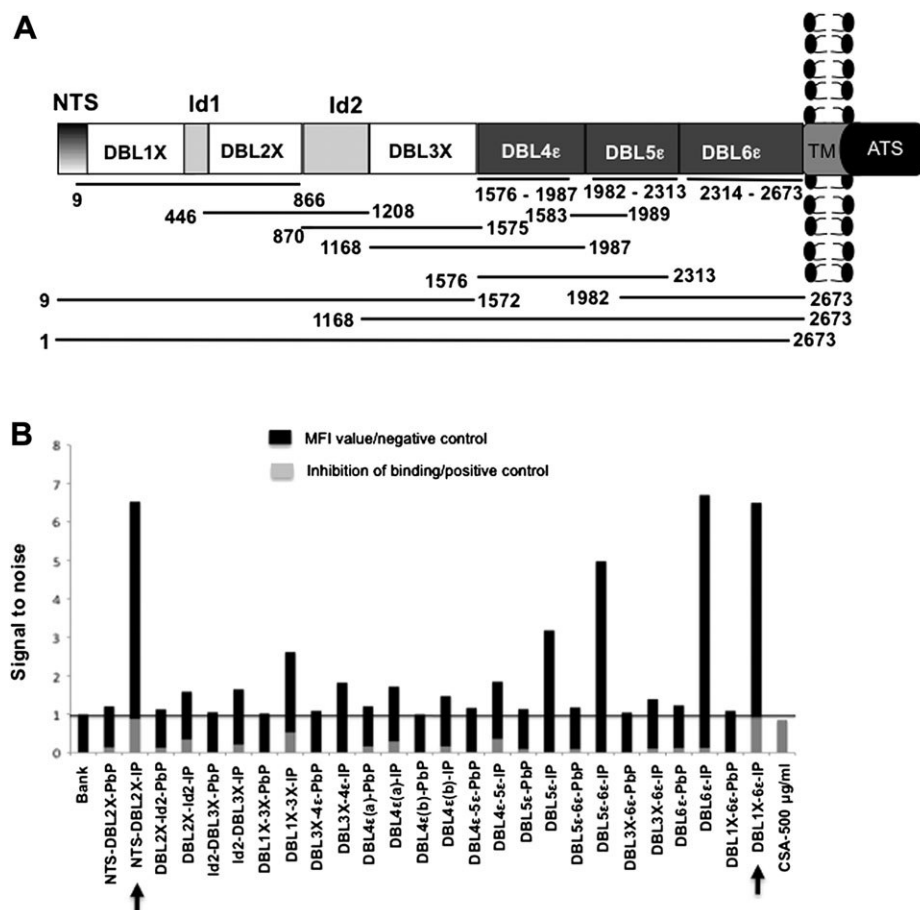 A
NTS
Id1
Id2
DBL1X
DBL2X
DBL3X
DBL4ε
DBL5ε
DBL6ε
TM
ATS
9
866
1576 - 1987
1982 - 2313
2314 - 2673
446
1208
1583
1989
870
1575
1168
1987
1576
2313
9
1572
1982
2673
1168
2673
1
2673
B
MFI value/negative control
Inhibition of binding/positive control
Signal to noise
8
7
6
5
4
3
2
1
0
Bank
NTS-DBL2X-PbP
NTS-DBL2X-IP
DBL2X-Id2-PbP
DBL2X-Id2-IP
Id2-DBL3X-PbP
Id2-DBL3X-IP
DBL1X-3X-PbP
DBL1X-3X-IP
DBL3X-4ε-PbP
DBL3X-4ε-IP
DBL4ε(a)-PbP
DBL4ε(a)-IP
DBL4ε(b)-PbP
DBL4ε(b)-IP
DBL4ε-5ε-PbP
DBL4ε-5ε-IP
DBL5ε-PbP
DBL5ε-IP
DBL5ε-6ε-PbP
DBL5ε-6ε-IP
DBL3X-6ε-PbP
DBL3X-6ε-IP
DBL6ε-PbP
DBL6ε-IP
DBL1X-6ε-PbP
DBL1X-6ε-IP
CSA-500 µg/ml